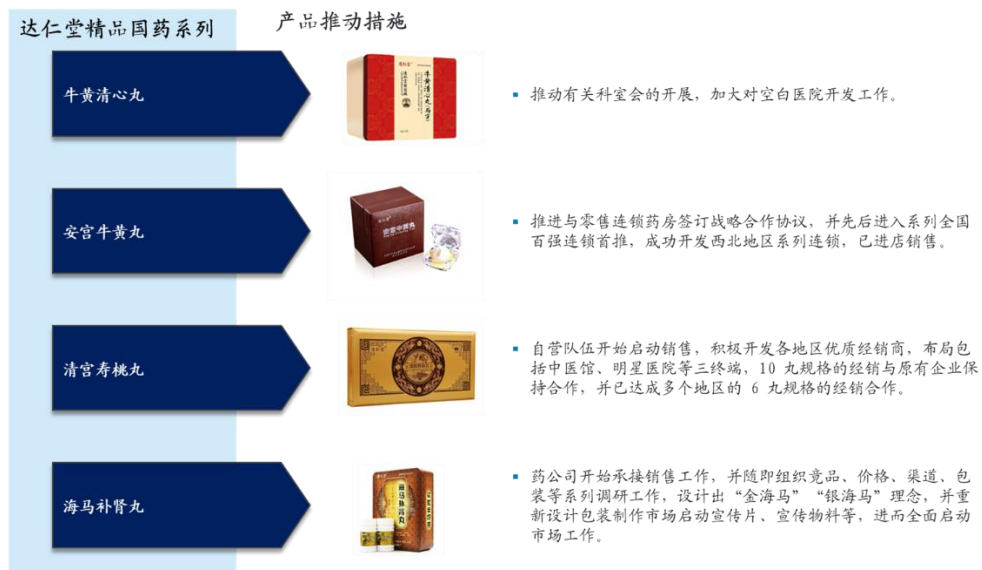 达仁堂精品国药系列
产品推动措施
牛黄清心丸
推动有关科室会的开展，加大对空白医院开发工作。
安宫牛黄丸
安宫牛黄丸
推进与零售连锁药房签订战略合作协议，并先后进入系列全国
百强连锁首推，成功开发西北地区系列连锁，已进店销售。
清宫寿桃丸
自营队伍开始启动销售，积极开发各地区优质经销商，布局包
括中医馆、明星医院等三终端，10 丸规格的经销与原有企业保
持合作，并已达成多个地区的 6 丸规格的经销合作。
海马补肾丸
海马补肾丸
药公司开始承接销售工作，并随即组织竞品、价格、渠道、包
装等系列调研工作，设计出“金海马”“银海马”理念，并重
新设计包装制作市场启动宣传片、宣传物料等，进而全面启动
市场工作。